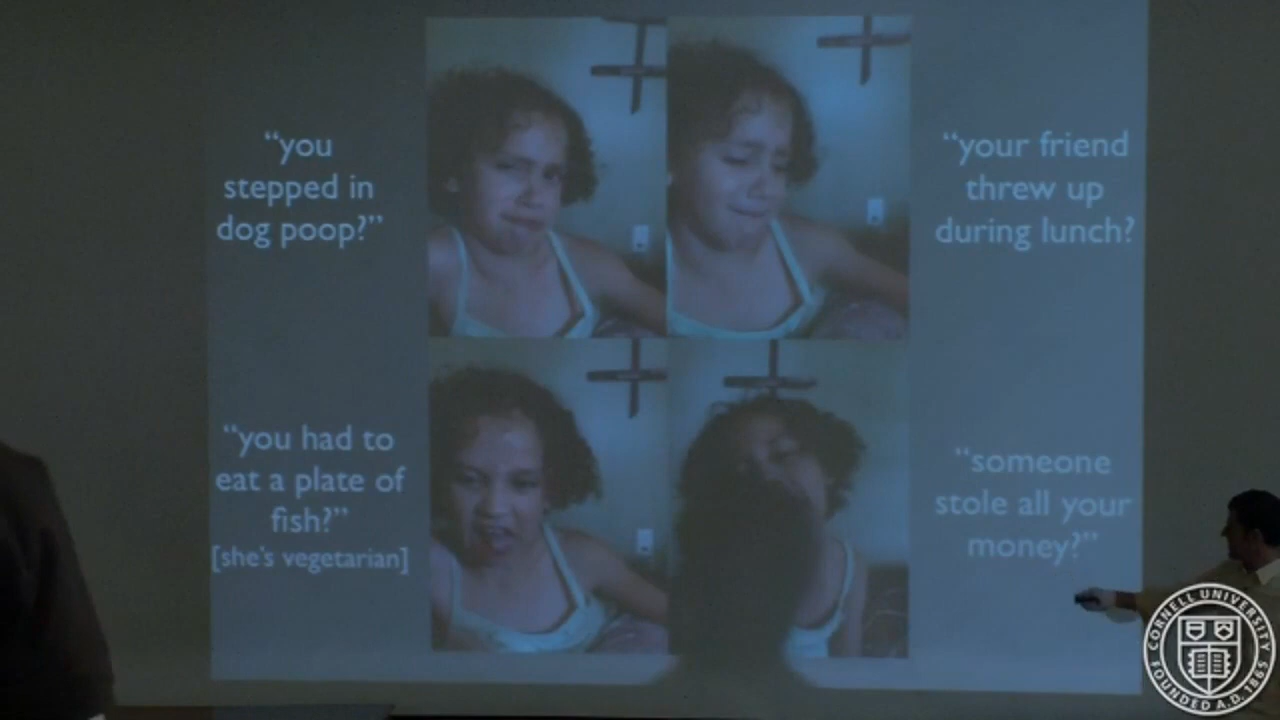 “you
stepped in
dog poop?”
“your friend
threw up
during lunch?
“you had to
eat a plate of
fish?”
[she’s vegetarian]
“someone
stole all your
money?”
CORNELL UNIVERSITY
FOUNDED A.D. 1865